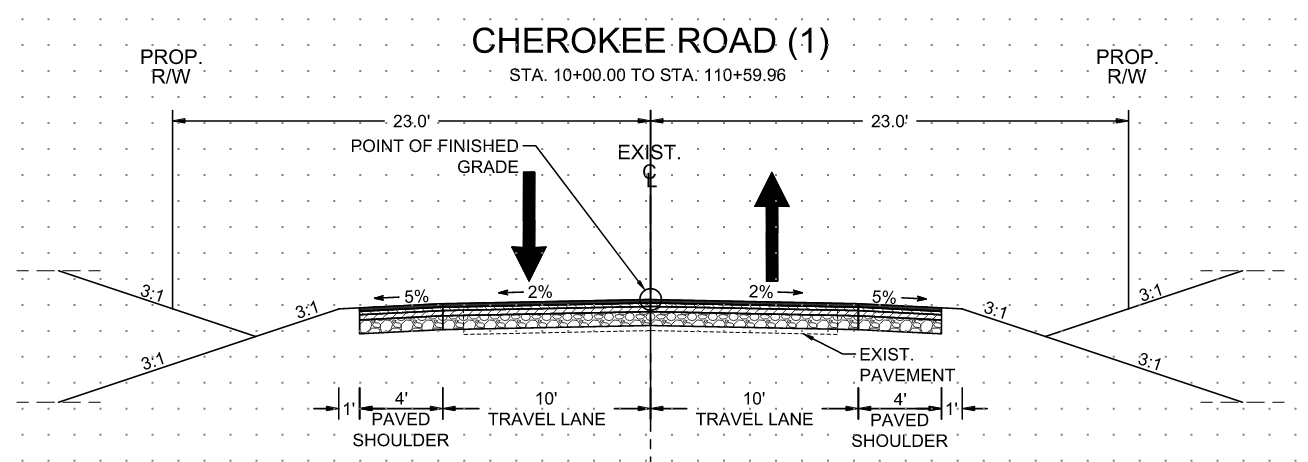 CHEROKEE ROAD (1)
STA. 10+00.00 TO STA. 110+59.96
PROP.
R/W
PROP.
R/W
23.0'
23.0'
POINT OF FINISHED
GRADE
EXIST.
CL
3:1
3:1
5%
2%
2%
5%
3:1
3:1
3:1
3:1
EXIST.
PAVEMENT
1'
4'
PAVED
SHOULDER
10'
TRAVEL LANE
10'
TRAVEL LANE
4'
PAVED
SHOULDER
1'